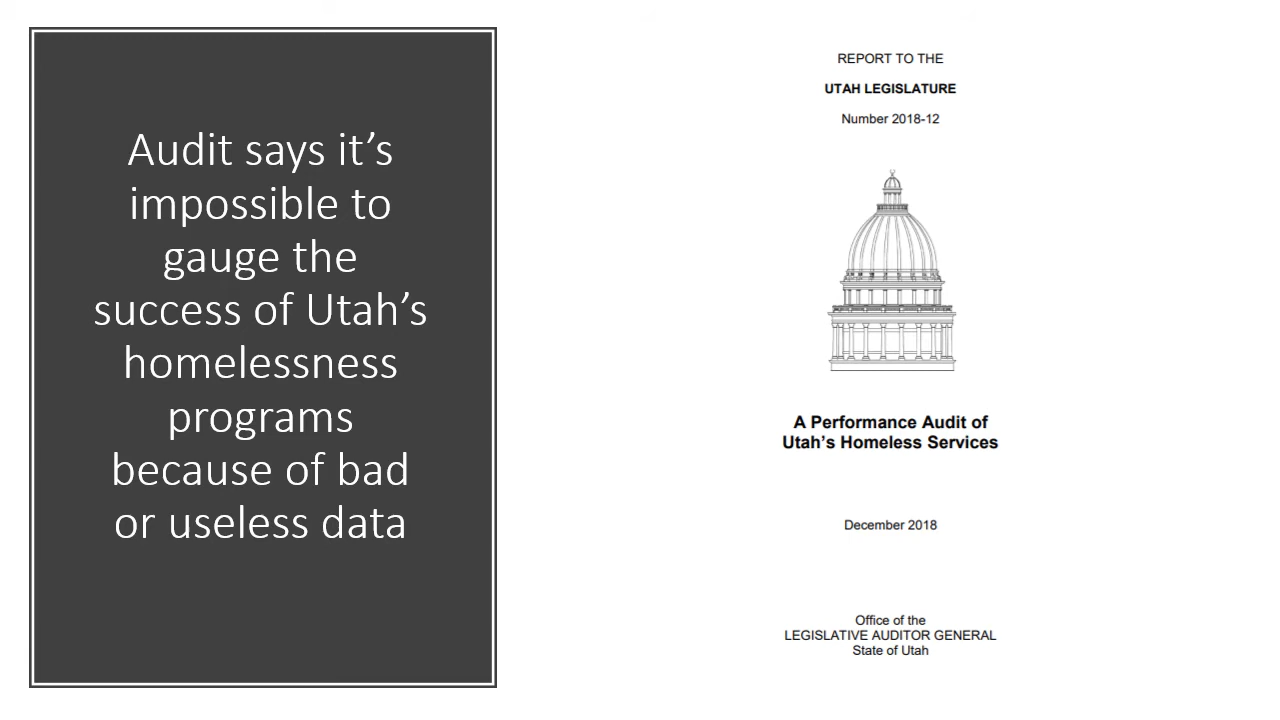 Audit says it’s
impossible to
gauge the
success of Utah’s
homelessness
programs
because of bad
or useless data
REPORT TO THE
UTAH LEGISLATURE
Number 2018-12
A Performance Audit of
Utah’s Homeless Services
December 2018
Office of the
LEGISLATIVE AUDITOR GENERAL
State of Utah